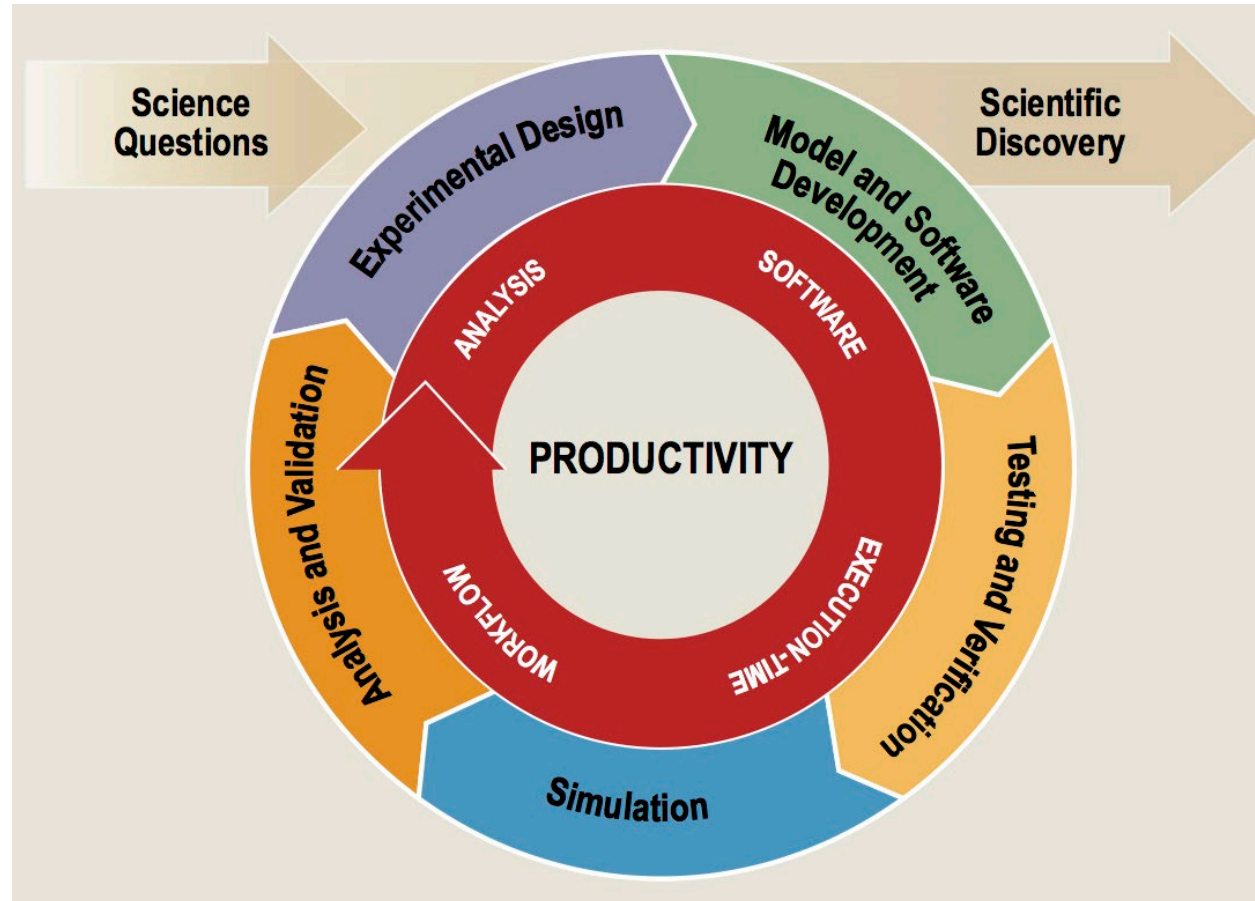 Science
Questions
Scientific
Discovery
Experimental Design
Model and Software
Development
Testing and Verification
Simulation
Analysis and Validation
ANALYSIS
SOFTWARE
EXECUTION-TIME
WORKFLOW
PRODUCTIVITY